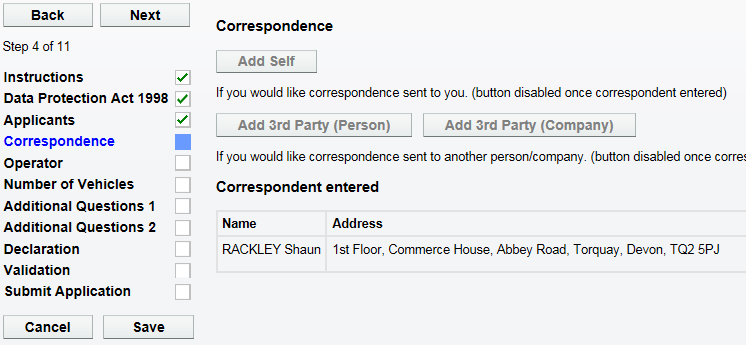 Back Next
Step 4 of 11
Instructions
Data Protection Act 1998
Applicants
Correspondence
Operator
Number of Vehicles
Additional Questions 1
Additional Questions 2
Declaration
Validation
Submit Application
Cancel Save
Correspondence
Add Self
If you would like correspondence sent to you. (button disabled once correspondent entered)
Add 3rd Party (Person) Add 3rd Party (Company)
If you would like correspondence sent to another person/company. (button disabled once corres
Correspondent entered
Name Address
RACKLEY Shaun 1st Floor, Commerce House, Abbey Road, Torquay, Devon, TQ2 5PJ